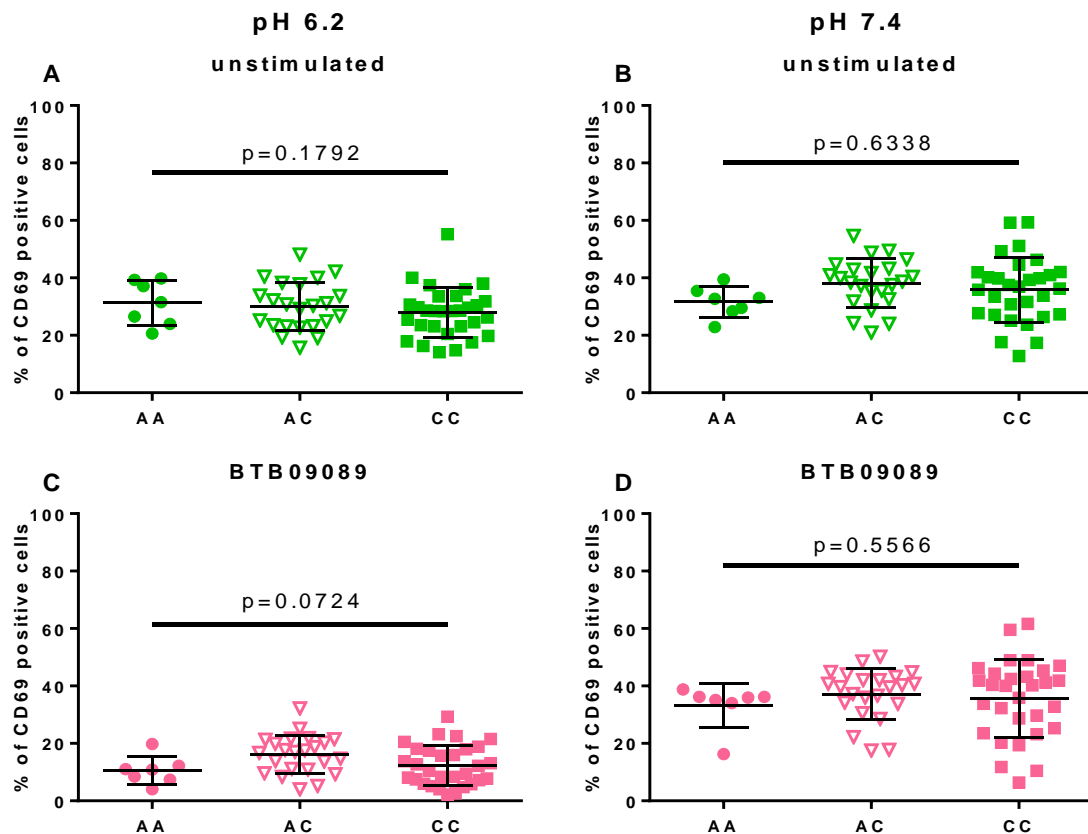 pH 6.2
pH 7.4
A
unstimulated
B
unstimulated
% of CD69 positive cells
100
80
60
40
20
0
p=0.1792
AA
AC
CC
% of CD69 positive cells
100
80
60
40
20
0
p=0.6338
AA
AC
CC
C
BTB09089
D
BTB09089
% of CD69 positive cells
100
80
60
40
20
0
p=0.0724
AA
AC
CC
% of CD69 positive cells
100
80
60
40
20
0
p=0.5566
AA
AC
CC